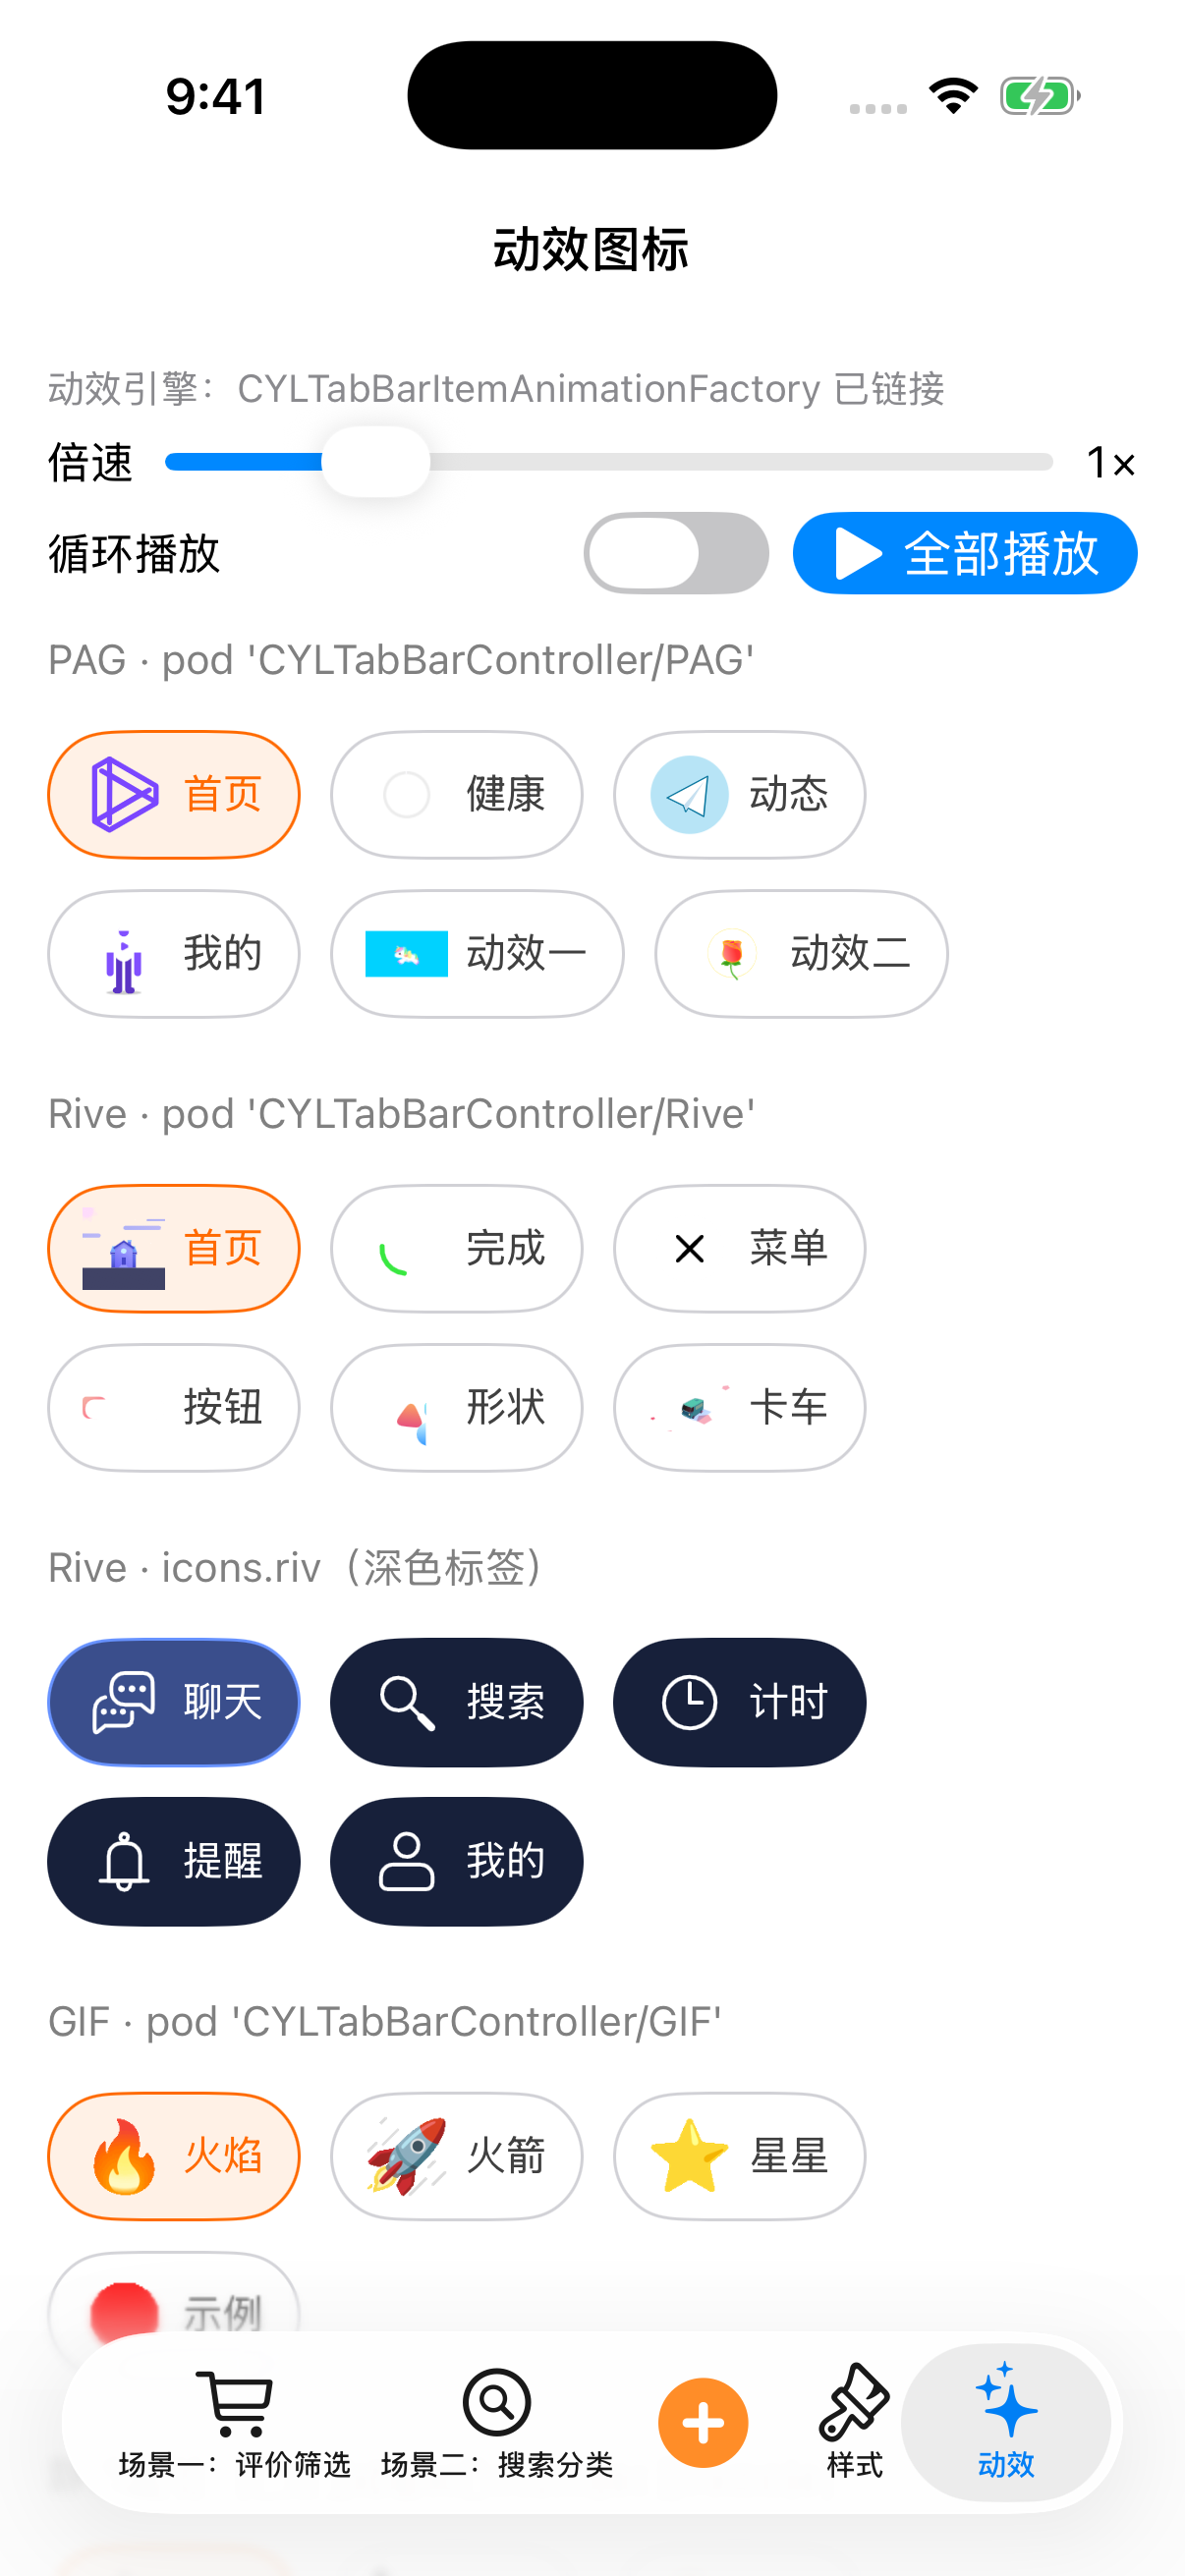 9:41
动效图标
动效引擎：CYLTabBarItemAnimationFactory 已链接
倍速 1×
循环播放 全部播放
PAG · pod 'CYLTabBarController/PAG'
首页 健康 动态
我的 动效一 动效二
Rive · pod 'CYLTabBarController/Rive'
首页 完成 菜单
按钮 形状 卡车
Rive · icons.riv（深色标签）
聊天 搜索 计时
提醒 我的
GIF · pod 'CYLTabBarController/GIF'
火焰 火箭 星星
示例
场景一：评价筛选 场景二：搜索分类 样式 动效